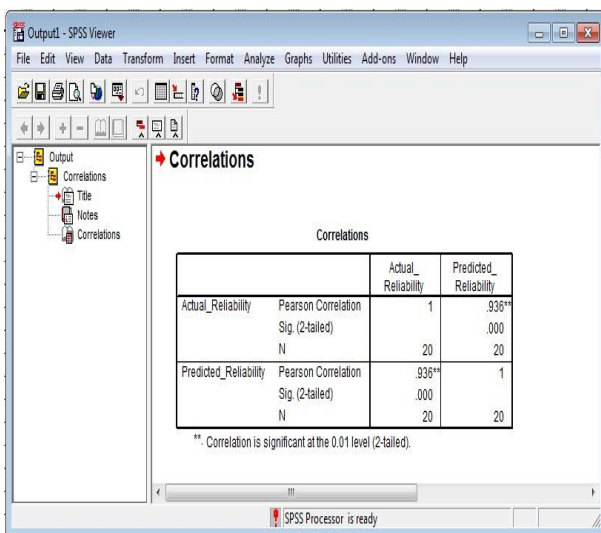 Output1 - SPSS Viewer
File Edit View Data Transform Insert Format Analyze Graphs Utilities Add-ons Window Help
Output
Correlations
Title
Notes
Correlations
Correlations
Correlations
Actual_ Predicted_
Reliability Reliability
Actual_Reliability Pearson Correlation 1 .936**
Sig. (2-tailed) .000
N 20 20
Predicted_Reliability Pearson Correlation .936** 1
Sig. (2-tailed) .000
N 20 20
**. Correlation is significant at the 0.01 level (2-tailed).
SPSS Processor is ready